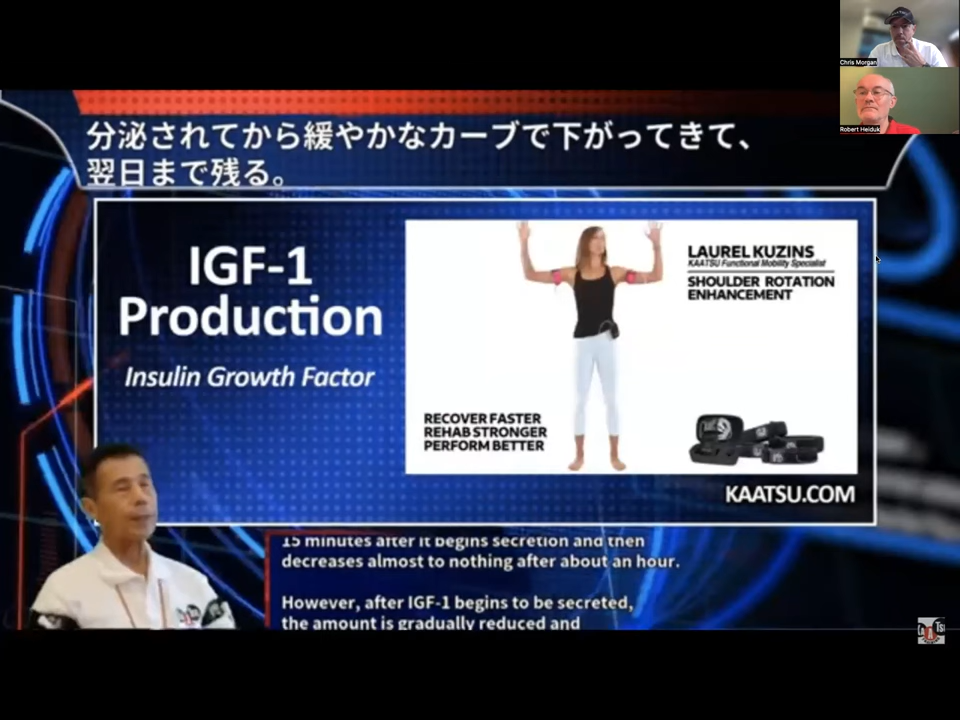 Chris Morgan
Robert Heiduk
分泌されてから緩やかなカーブで下がってきて、
翌日まで残る。
IGF-1
Production
Insulin Growth Factor
LAUREL KUZINS
KAATSU Functional Mobility Specialist
SHOULDER ROTATION
ENHANCEMENT
RECOVER FASTER
REHAB STRONGER
PERFORM BETTER
KAATSU.COM
15 minutes after it begins secretion and then
decreases almost to nothing after about an hour.
However, after IGF-1 begins to be secreted,
the amount is gradually reduced and